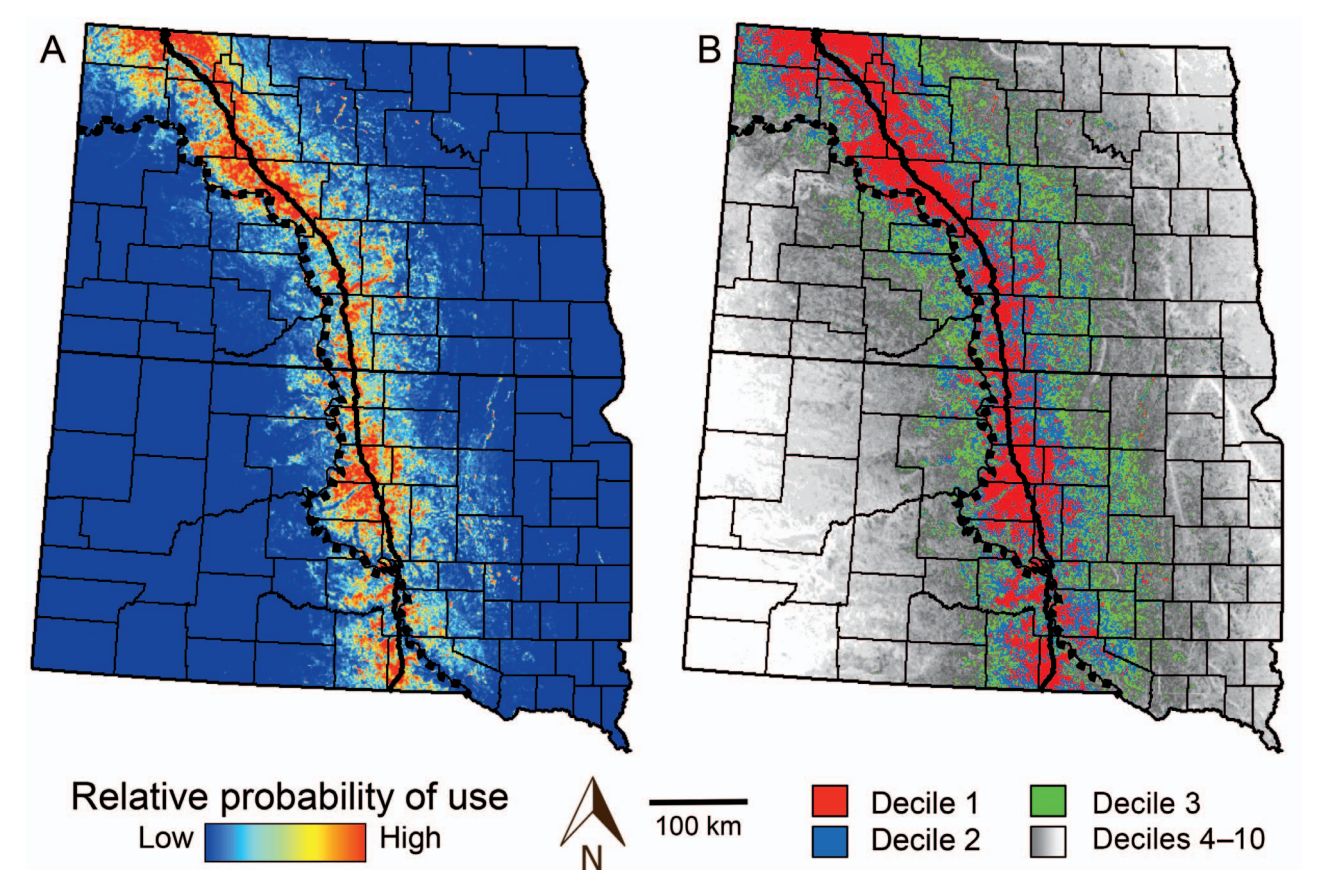 A
B
Relative probability of use
Low
High
N
100 km
Decile 1
Decile 2
Decile 3
Deciles 4–10